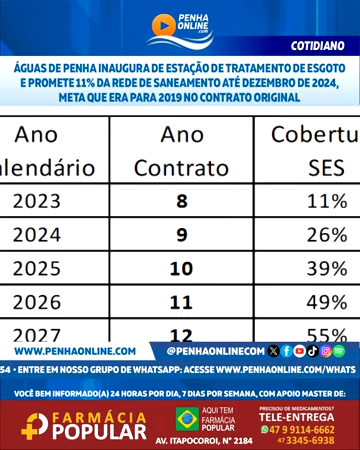 PENHA
ONLINE
.com
COTIDIANO
ÁGUAS DE PENHA INAUGURA DE ESTAÇÃO DE TRATAMENTO DE ESGOTO
E PROMETE 11% DA REDE DE SANEAMENTO ATÉ DEZEMBRO DE 2024,
META QUE ERA PARA 2019 NO CONTRATO ORIGINAL
Ano Ano Cobertu
alendário Contrato SES
2023 8 11%
2024 9 26%
2025 10 39%
2026 11 49%
2027 12 55%
WWW.PENHAONLINE.COM @PENHAONLINECOM
54 • ENTRE EM NOSSO GRUPO DE WHATSAPP: ACESSE WWW.PENHAONLINE.COM/WHATS
VOCÊ BEM INFORMADO(A) 24 HORAS POR DIA, 7 DIAS POR SEMANA, COM APOIO MASTER DE:
FARMÁCIA
POPULAR
AQUI TEM
FARMÁCIA
POPULAR
AV. ITAPOCOROI, N° 2184
PRECISOU DE MEDICAMENTOS?
TELE-ENTREGA
47 9 9114-6662
47 3345-6938